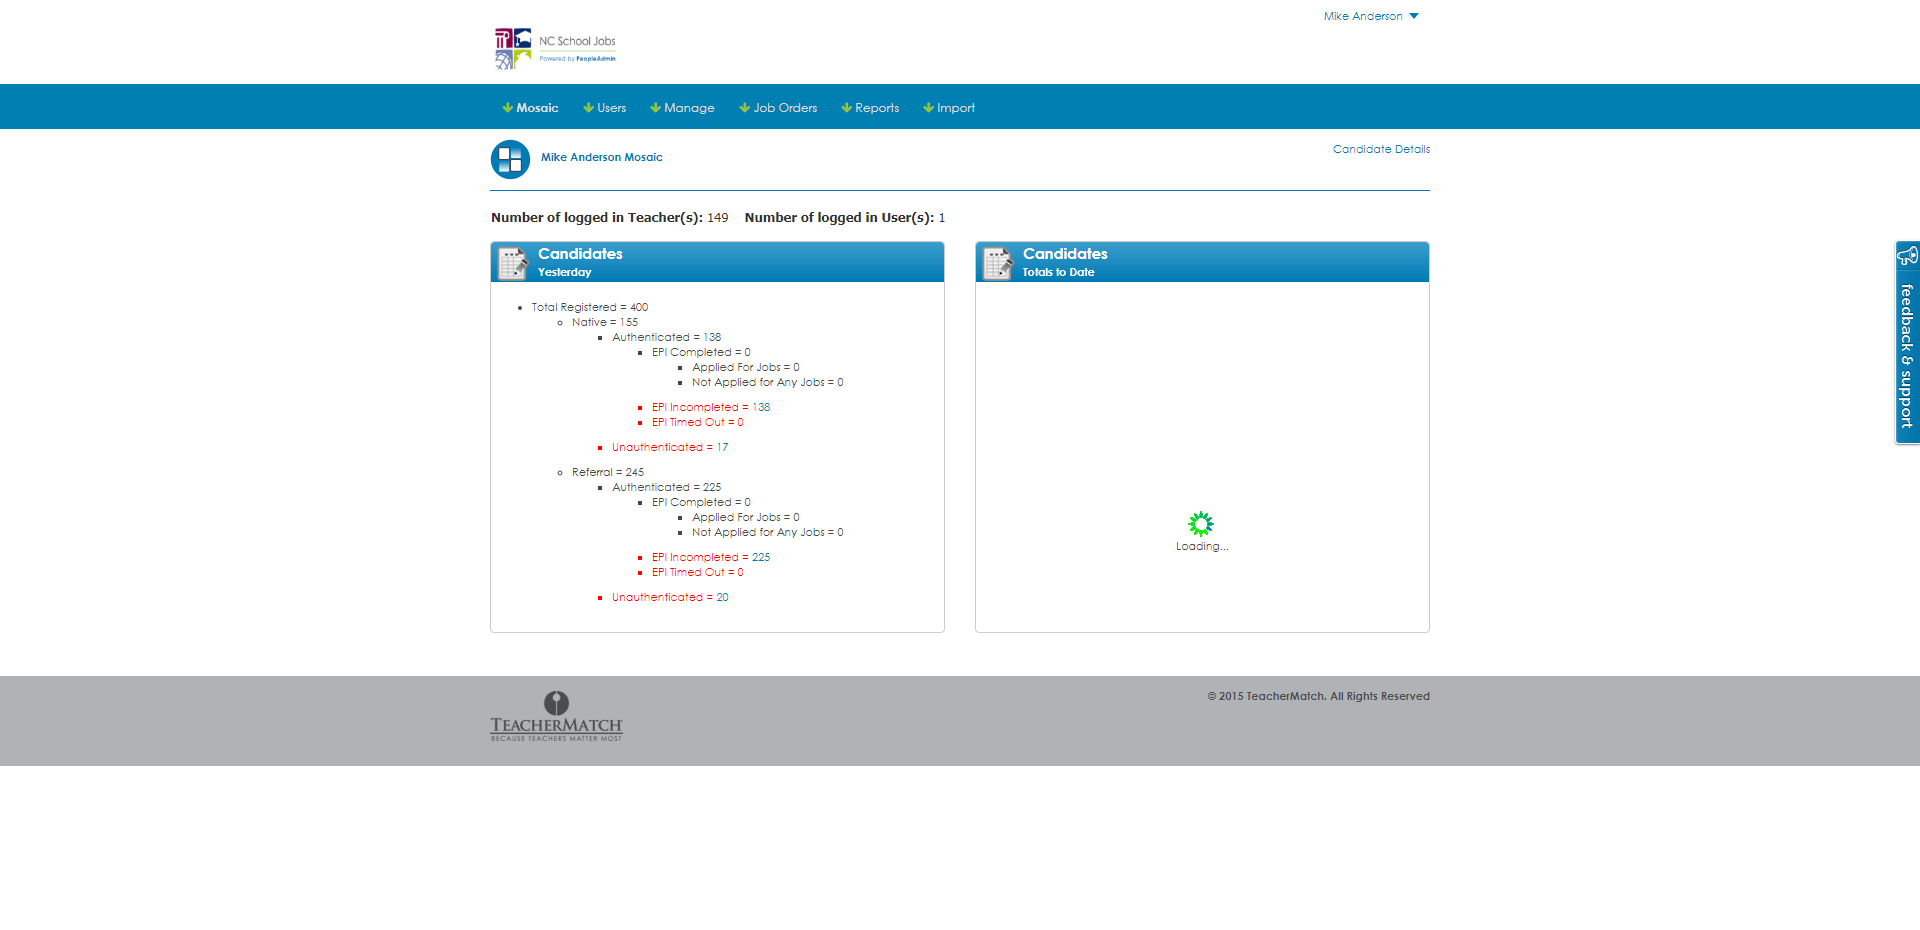 Mike Anderson
NC School Jobs
Powered by PeopleAdmin
Mosaic Users Manage Job Orders Reports Import
Mike Anderson Mosaic
Candidate Details
Number of logged in Teacher(s): 149 Number of logged in User(s): 1
Candidates
Yesterday
Total Registered = 400
Native = 155
Authenticated = 138
EPI Completed = 0
Applied For Jobs = 0
Not Applied for Any Jobs = 0
EPI Incompleted = 138
EPI Timed Out = 0
Unauthenticated = 17
Referral = 245
Authenticated = 225
EPI Completed = 0
Applied For Jobs = 0
Not Applied for Any Jobs = 0
EPI Incompleted = 225
EPI Timed Out = 0
Unauthenticated = 20
Candidates
Totals to Date
Loading...
feedback & support
TEACHERMATCH
BECAUSE TEACHERS MATTER MOST
© 2015 TeacherMatch. All Rights Reserved